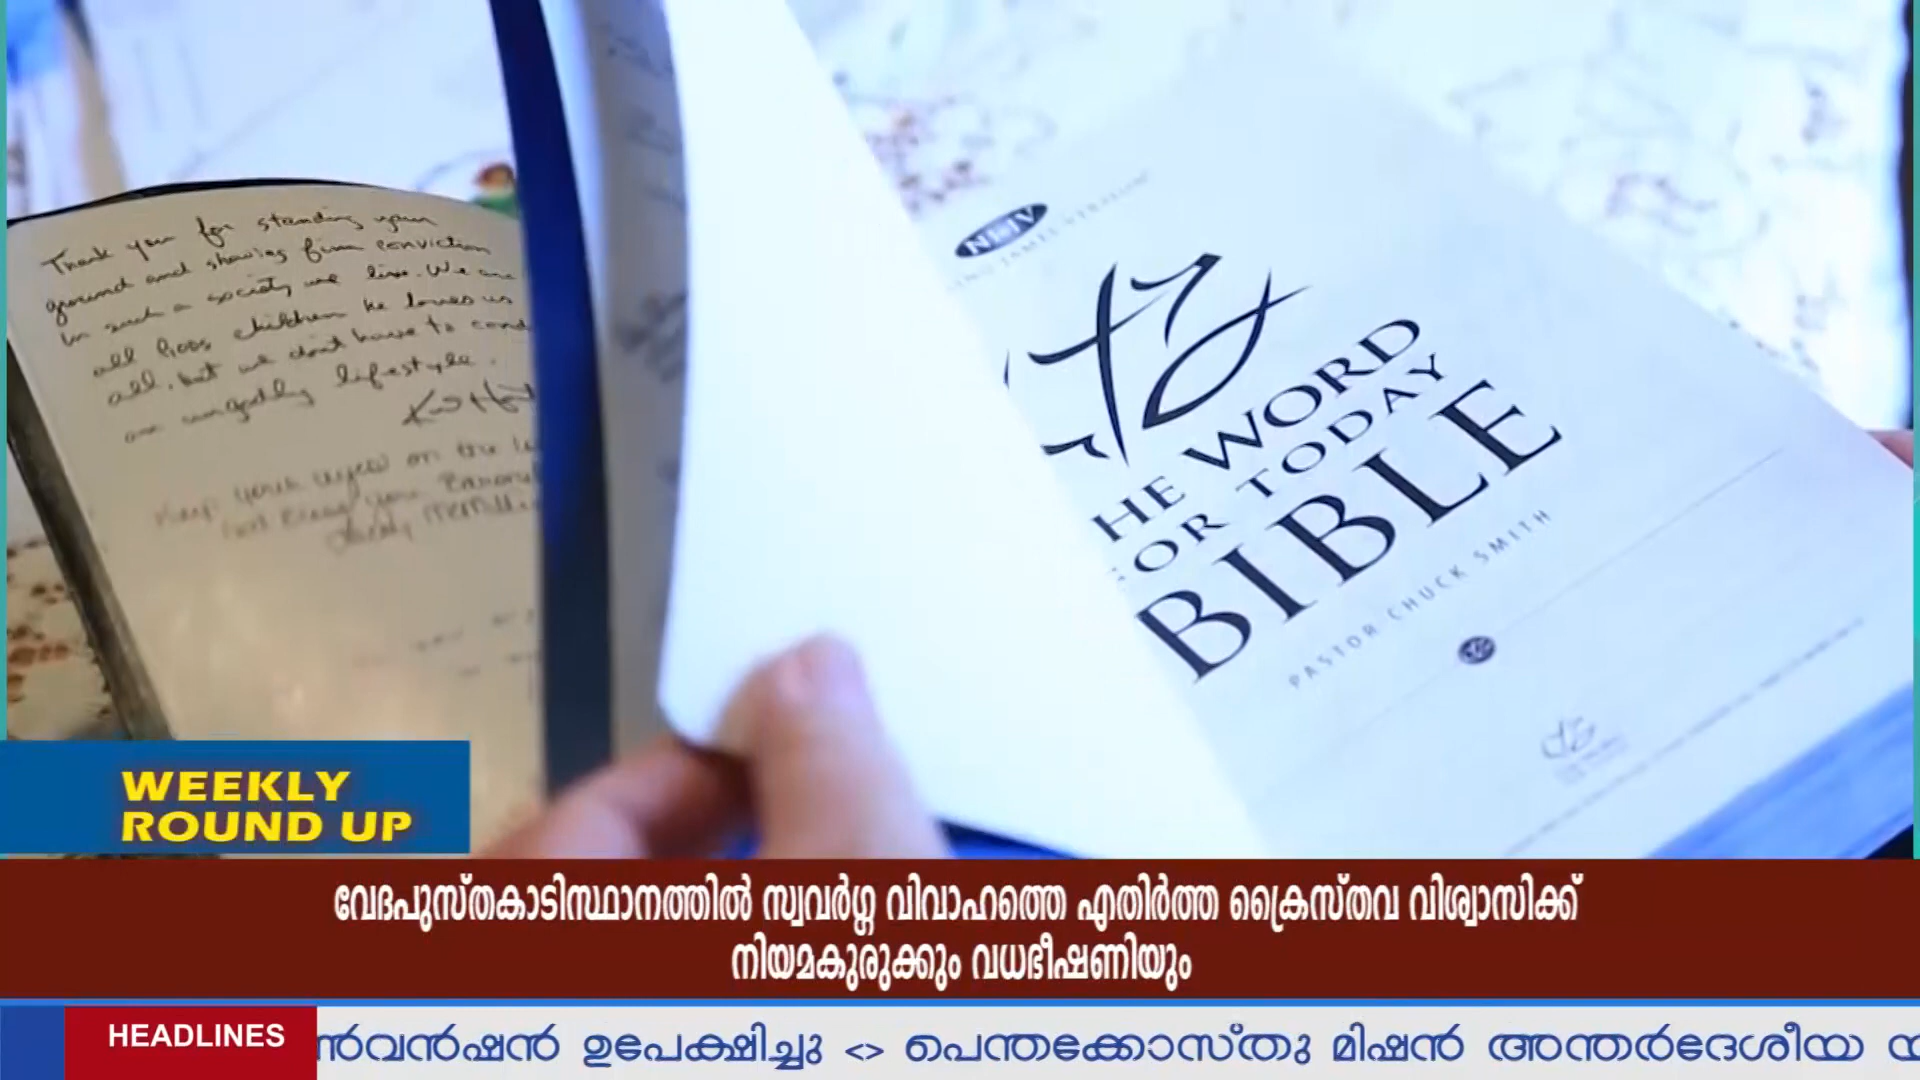 Thank you for standing your
ground and showing firm conviction
in such a society we live. We are
all Gods children he loves us
all, but we don't have to cond
an ungodly lifestyle.
on the
NKJV
HE WORD
FOR TODAY
BIBLE
PASTOR CHUCK SMITH
WEEKLY
ROUND UP
വേദപുസ്തകാടിസ്ഥാനത്തിൽ സ്വവർഗ്ഗ വിവാഹത്തെ എതിർത്ത ക്രൈസ്തവ വിശ്വാസിക്ക്
നിയമകുരുക്കും വധഭീഷണിയും
HEADLINES
ൻവൻഷൻ ഉപേക്ഷിച്ചു <> പെന്തക്കോസ്തു മിഷൻ അന്തർദേശീയ